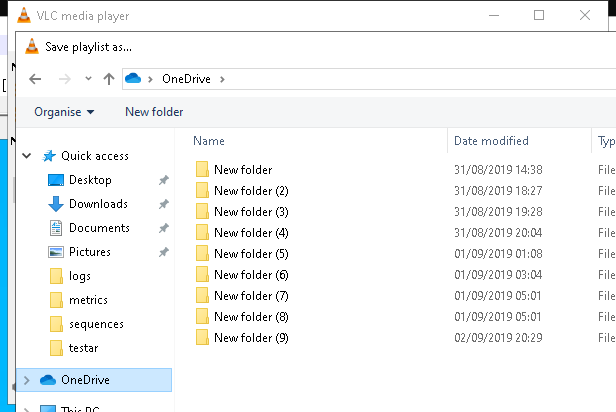 VLC media player
Save playlist as...
OneDrive
Organise New folder
Name Date modified Typ
Quick access
Desktop
Downloads
Documents
Pictures
logs
metrics
sequences
testar
OneDrive
This PC
New folder 31/08/2019 14:38 File
New folder (2) 31/08/2019 18:27 File
New folder (3) 31/08/2019 19:28 File
New folder (4) 31/08/2019 20:04 File
New folder (5) 01/09/2019 01:08 File
New folder (6) 01/09/2019 03:04 File
New folder (7) 01/09/2019 05:01 File
New folder (8) 01/09/2019 05:01 File
New folder (9) 02/09/2019 20:29 File